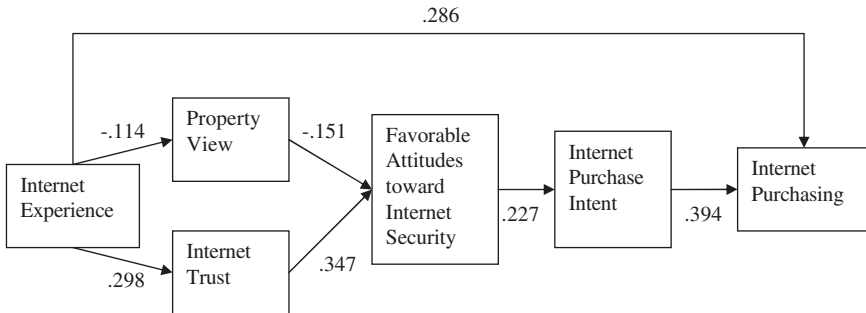 .286
-.114
Property
View
-.151
Favorable
Attitudes
toward
Internet
Security
Internet
Purchase
Intent
Internet
Purchasing
Internet
Experience
.227
.394
Internet
Trust
.298
.347